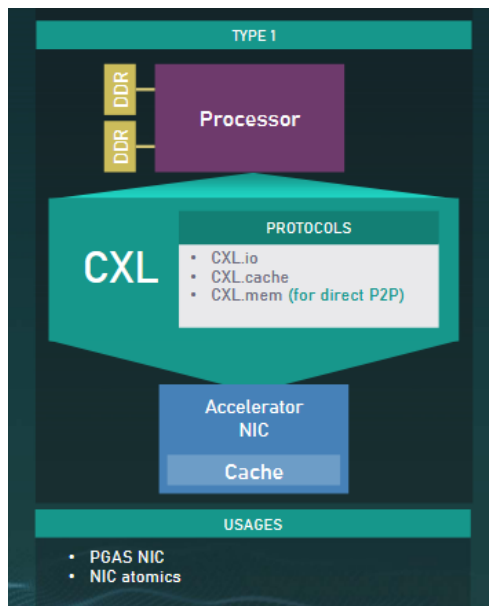 TYPE 1
DDR
DDR
Processor
CXL
PROTOCOLS
• CXL.io
• CXL.cache
• CXL.mem (for direct P2P)
Accelerator
NIC
Cache
USAGES
• PGAS NIC
• NIC atomics